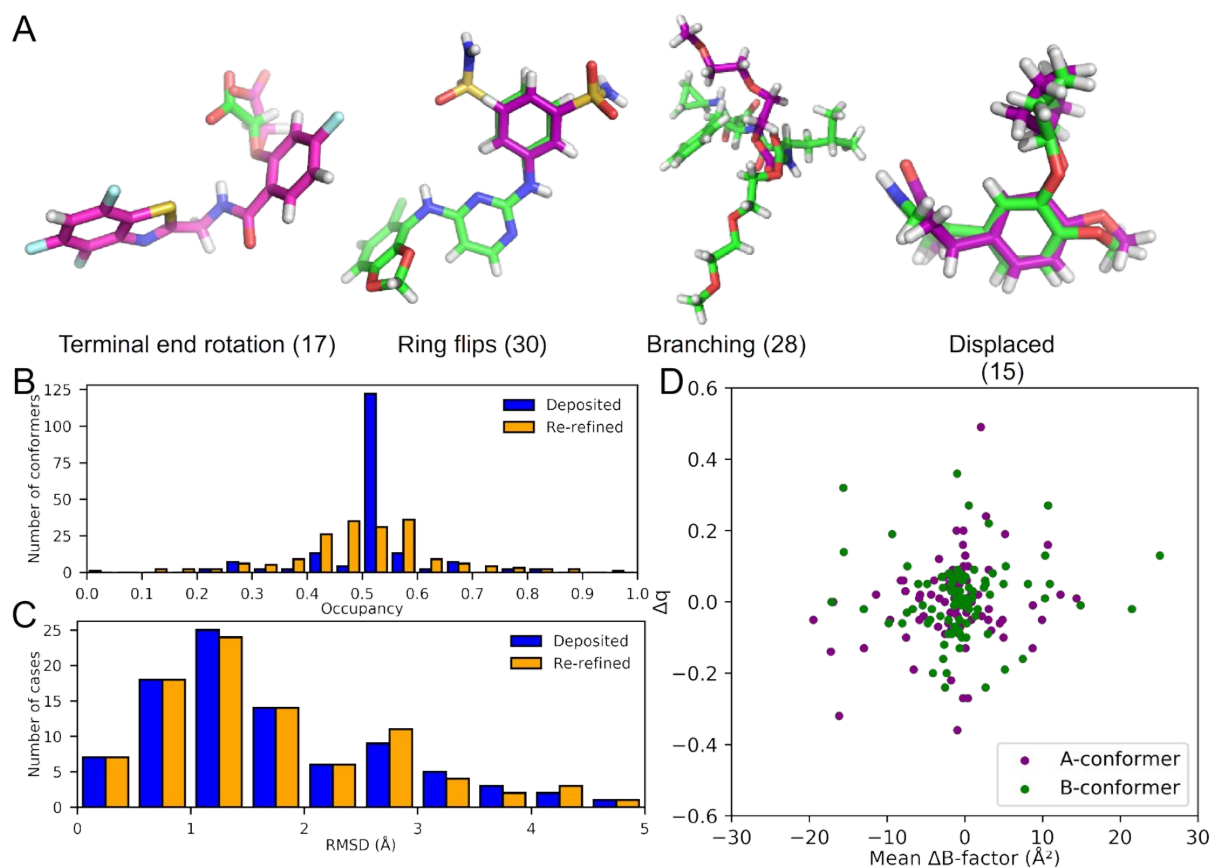 A
Terminal end rotation (17)
Ring flips (30)
Branching (28)
Displaced
(15)
B
Number of conformers
125
100
75
50
25
0
0.0 0.1 0.2 0.3 0.4 0.5 0.6 0.7 0.8 0.9 1.0
Occupancy
Deposited
Re-refined
C
Number of cases
25
20
15
10
5
0
0 1 2 3 4 5
RMSD (Å)
Deposited
Re-refined
D
Δq
0.6
0.4
0.2
0.0
−0.2
−0.4
−0.6
−30 −20 −10 0 10 20 30
Mean ΔB-factor (Å²)
A-conformer
B-conformer